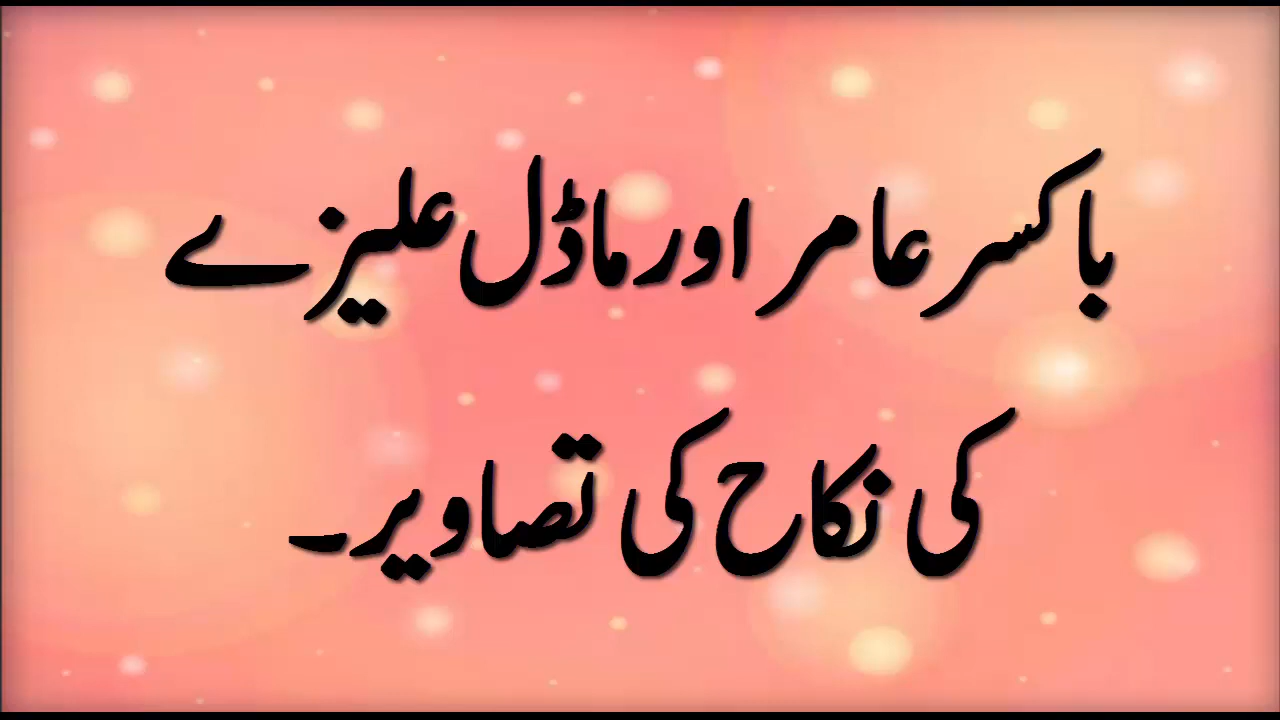 باکسر عامر اور ماڈل علیزے
کی نکاح کی تصاویر۔